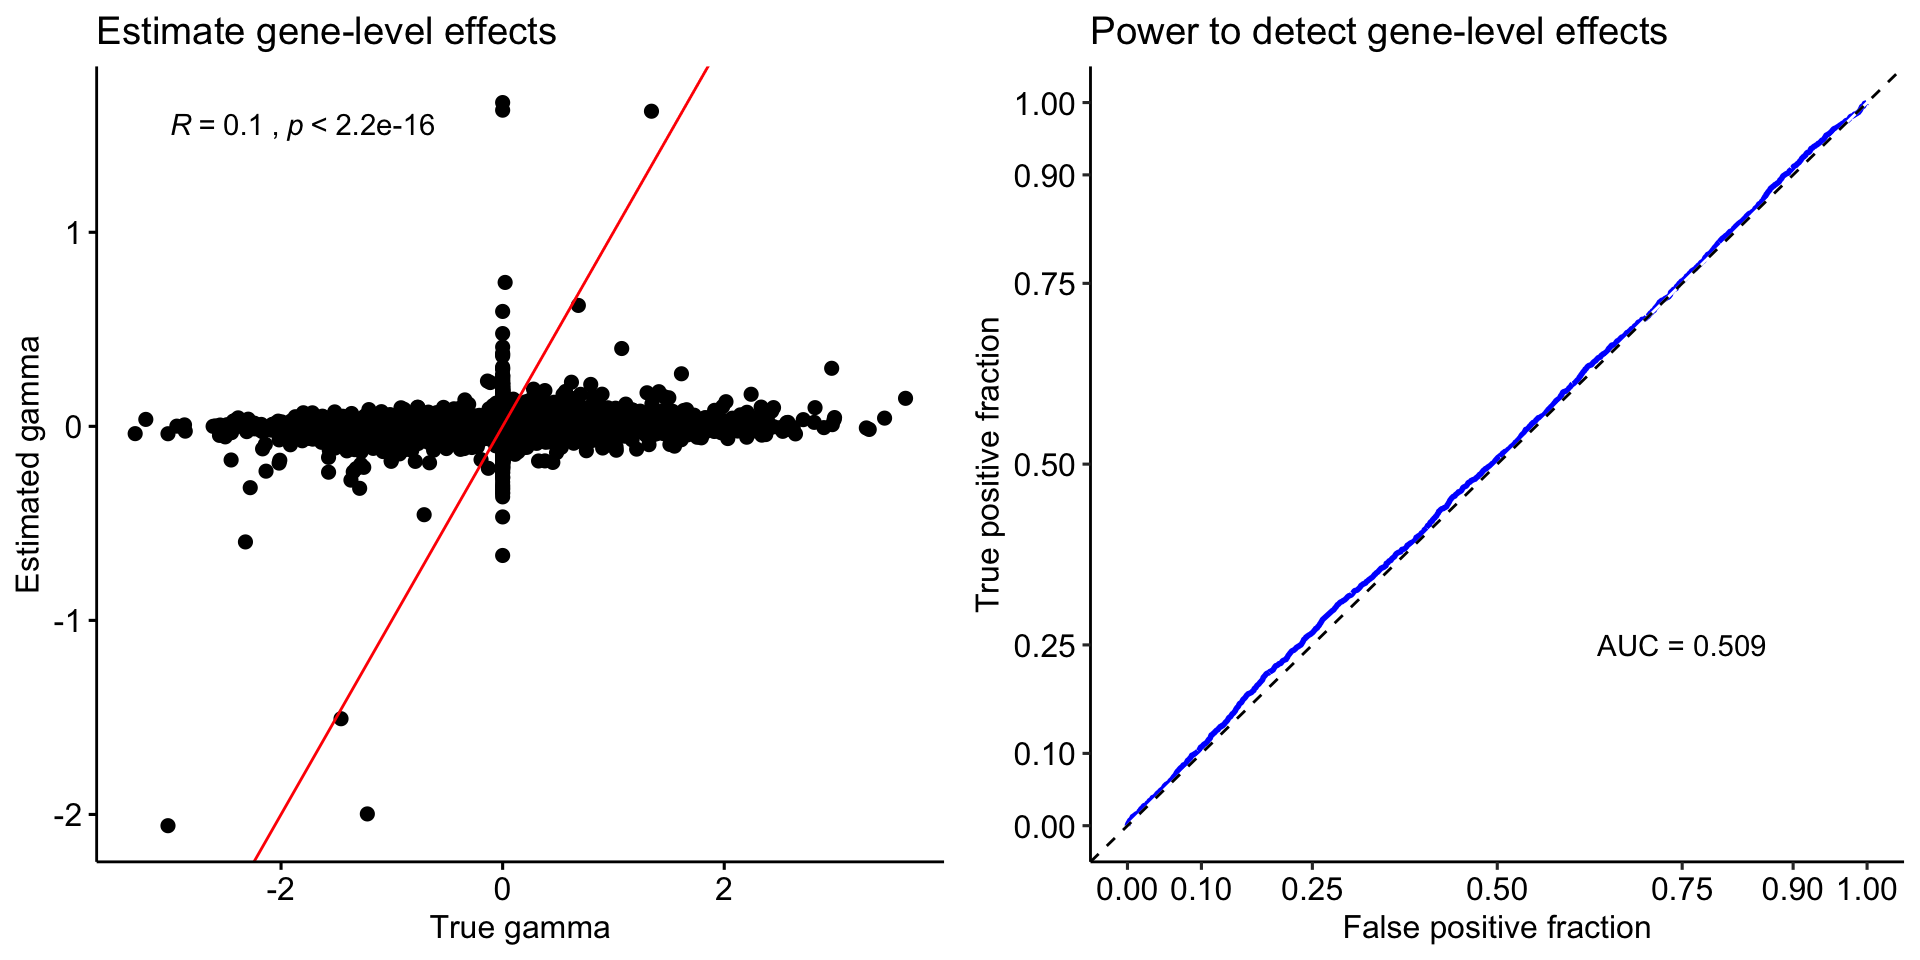 Estimate gene-level effects
R = 0.1 , p < 2.2e-16
1
0
-1
-2
-2
0
2
True gamma
Estimated gamma
Power to detect gene-level effects
1.00
0.90
0.75
0.50
0.25
0.10
0.00
AUC = 0.509
0.00
0.10
0.25
0.50
0.75
0.90
1.00
False positive fraction
True positive fraction